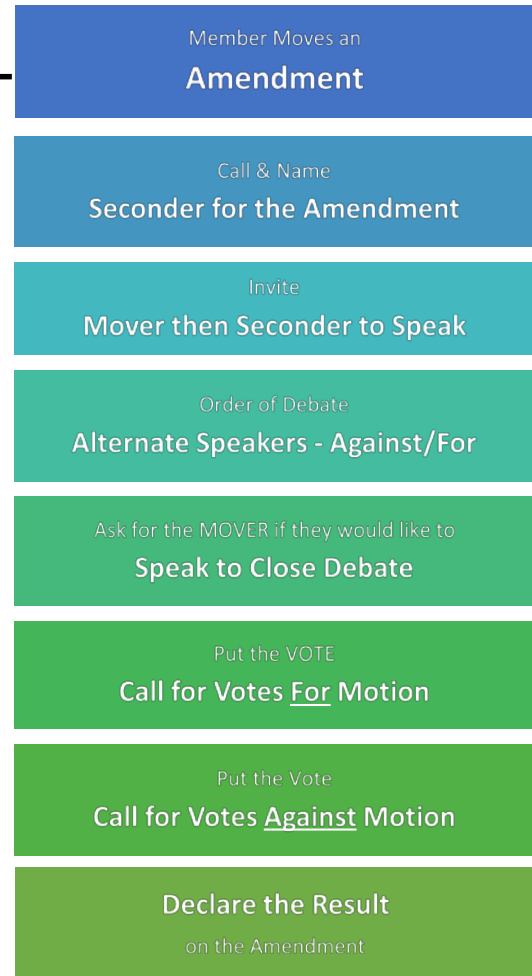 Member Moves an
Amendment
Call & Name
Seconder for the Amendment
Invite
Mover then Seconder to Speak
Order of Debate
Alternate Speakers - Against/For
Ask for the MOVER if they would like to
Speak to Close Debate
Put the VOTE
Call for Votes For Motion
Put the Vote
Call for Votes Against Motion
Declare the Result
on the Amendment